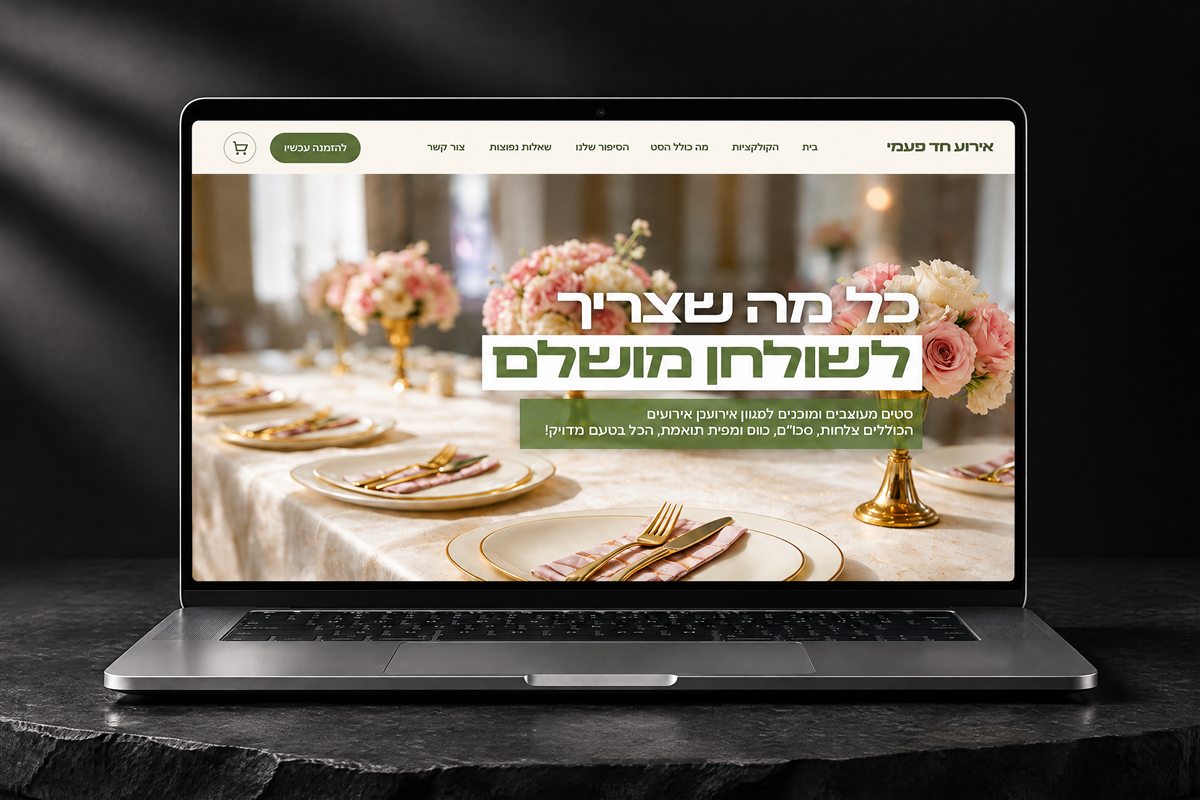 אירוע חד פעמי
בית
הקולקציות
מה כולל הסט
הסיפור שלנו
שאלות נפוצות
צור קשר
להזמנה עכשיו
כל מה שצריך
לשולחן מושלם
סטים מעוצבים ומוכנים למגוון אירועכן אירועים
הכוללים צלחות, סכו"ם, כוס ומפית תואמת, הכל בטעם מדויק!